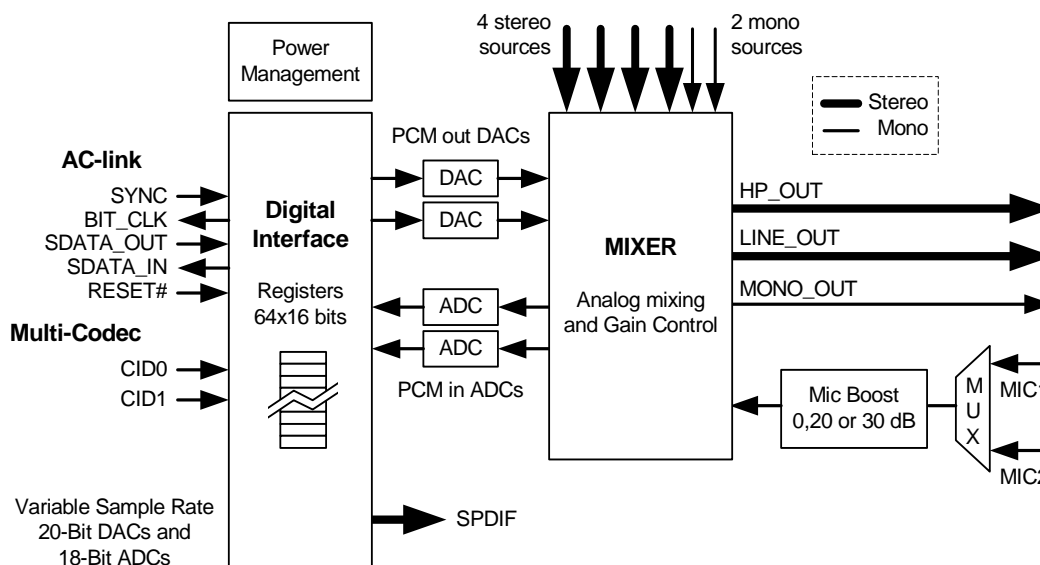 4 stereo
sources
2 mono
sources
Power
Management
Stereo
Mono
PCM out DACs
AC-link
SYNC
BIT_CLK
SDATA_OUT
SDATA_IN
RESET#
Multi-Codec
CID0
CID1
Digital
Interface
Registers
64x16 bits
DAC
DAC
ADC
ADC
PCM in ADCs
MIXER
Analog mixing
and Gain Control
HP_OUT
LINE_OUT
MONO_OUT
Mic Boost
0,20 or 30 dB
M
U
X
MIC1
MIC2
Variable Sample Rate
20-Bit DACs and
18-Bit ADCs
SPDIF